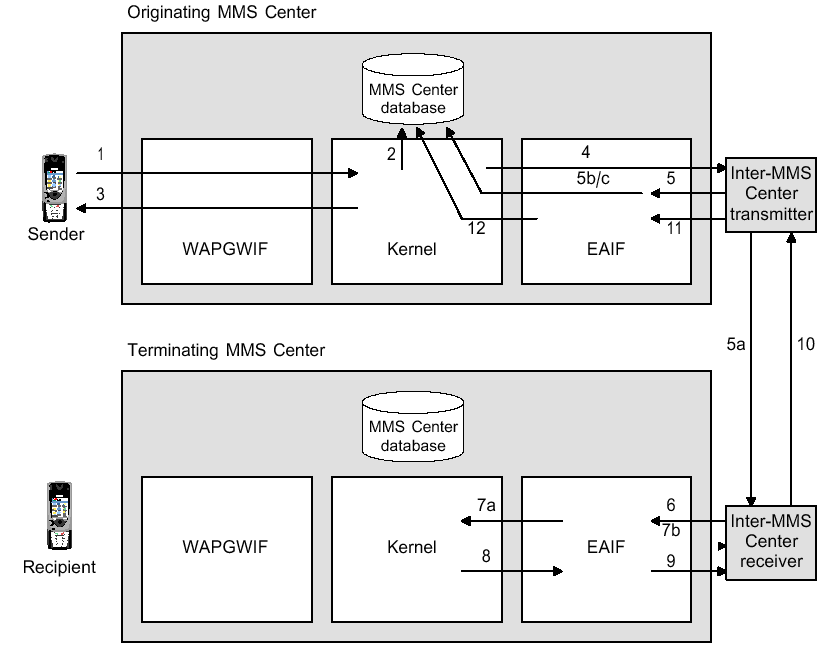 Originating MMS Center
MMS Center
database
1
2
4
5b/c
5
3
12
11
Inter-MMS
Center
transmitter
Sender
WAPGWIF
Kernel
EAIF
5a
10
Terminating MMS Center
MMS Center
database
7a
6
7b
8
9
Inter-MMS
Center
receiver
WAPGWIF
Kernel
EAIF
Recipient